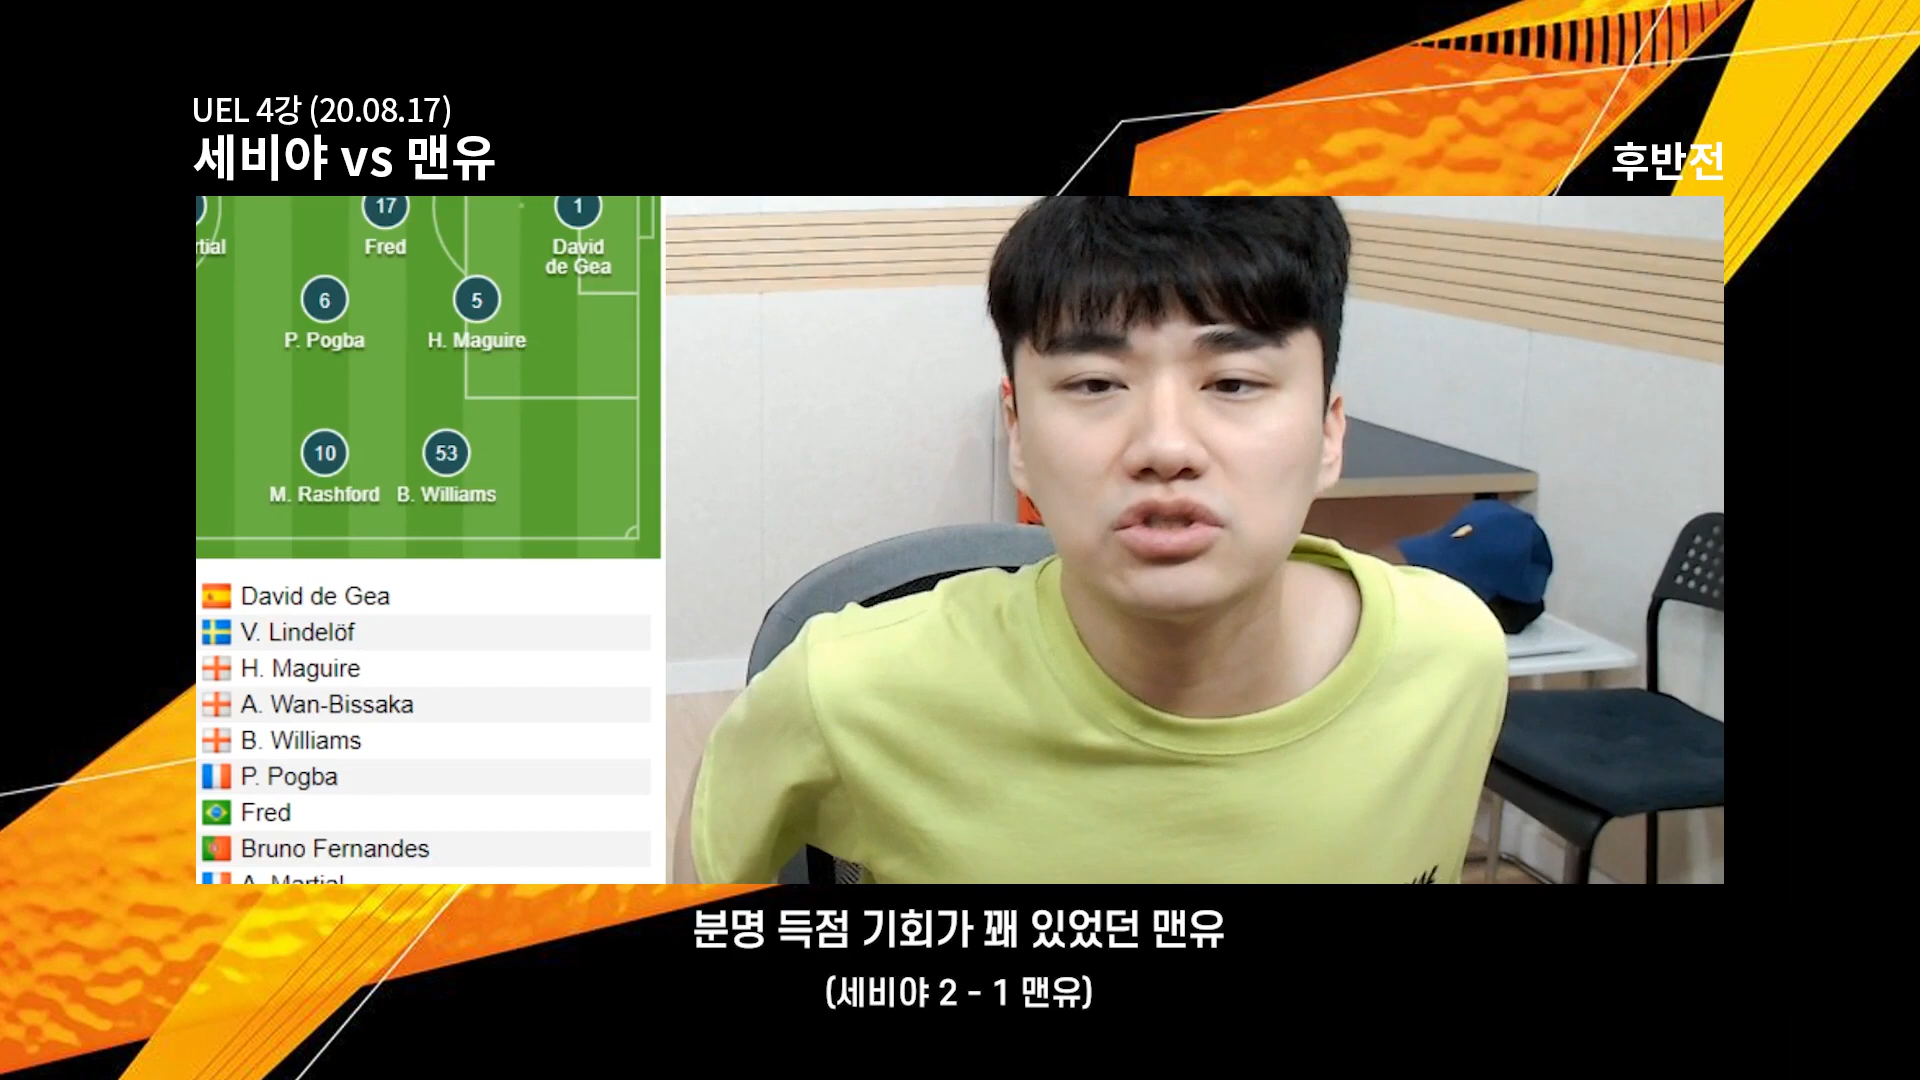 UEL 4강 (20.08.17)
세비야 vs 맨유
후반전
17
1
rtial
Fred
David
de Gea
6
5
P. Pogba
H. Maguire
10
53
M. Rashford
B. Williams
David de Gea
V. Lindelöf
H. Maguire
A. Wan-Bissaka
B. Williams
P. Pogba
Fred
Bruno Fernandes
A. Martial
분명 득점 기회가 꽤 있었던 맨유
(세비야 2 - 1 맨유)